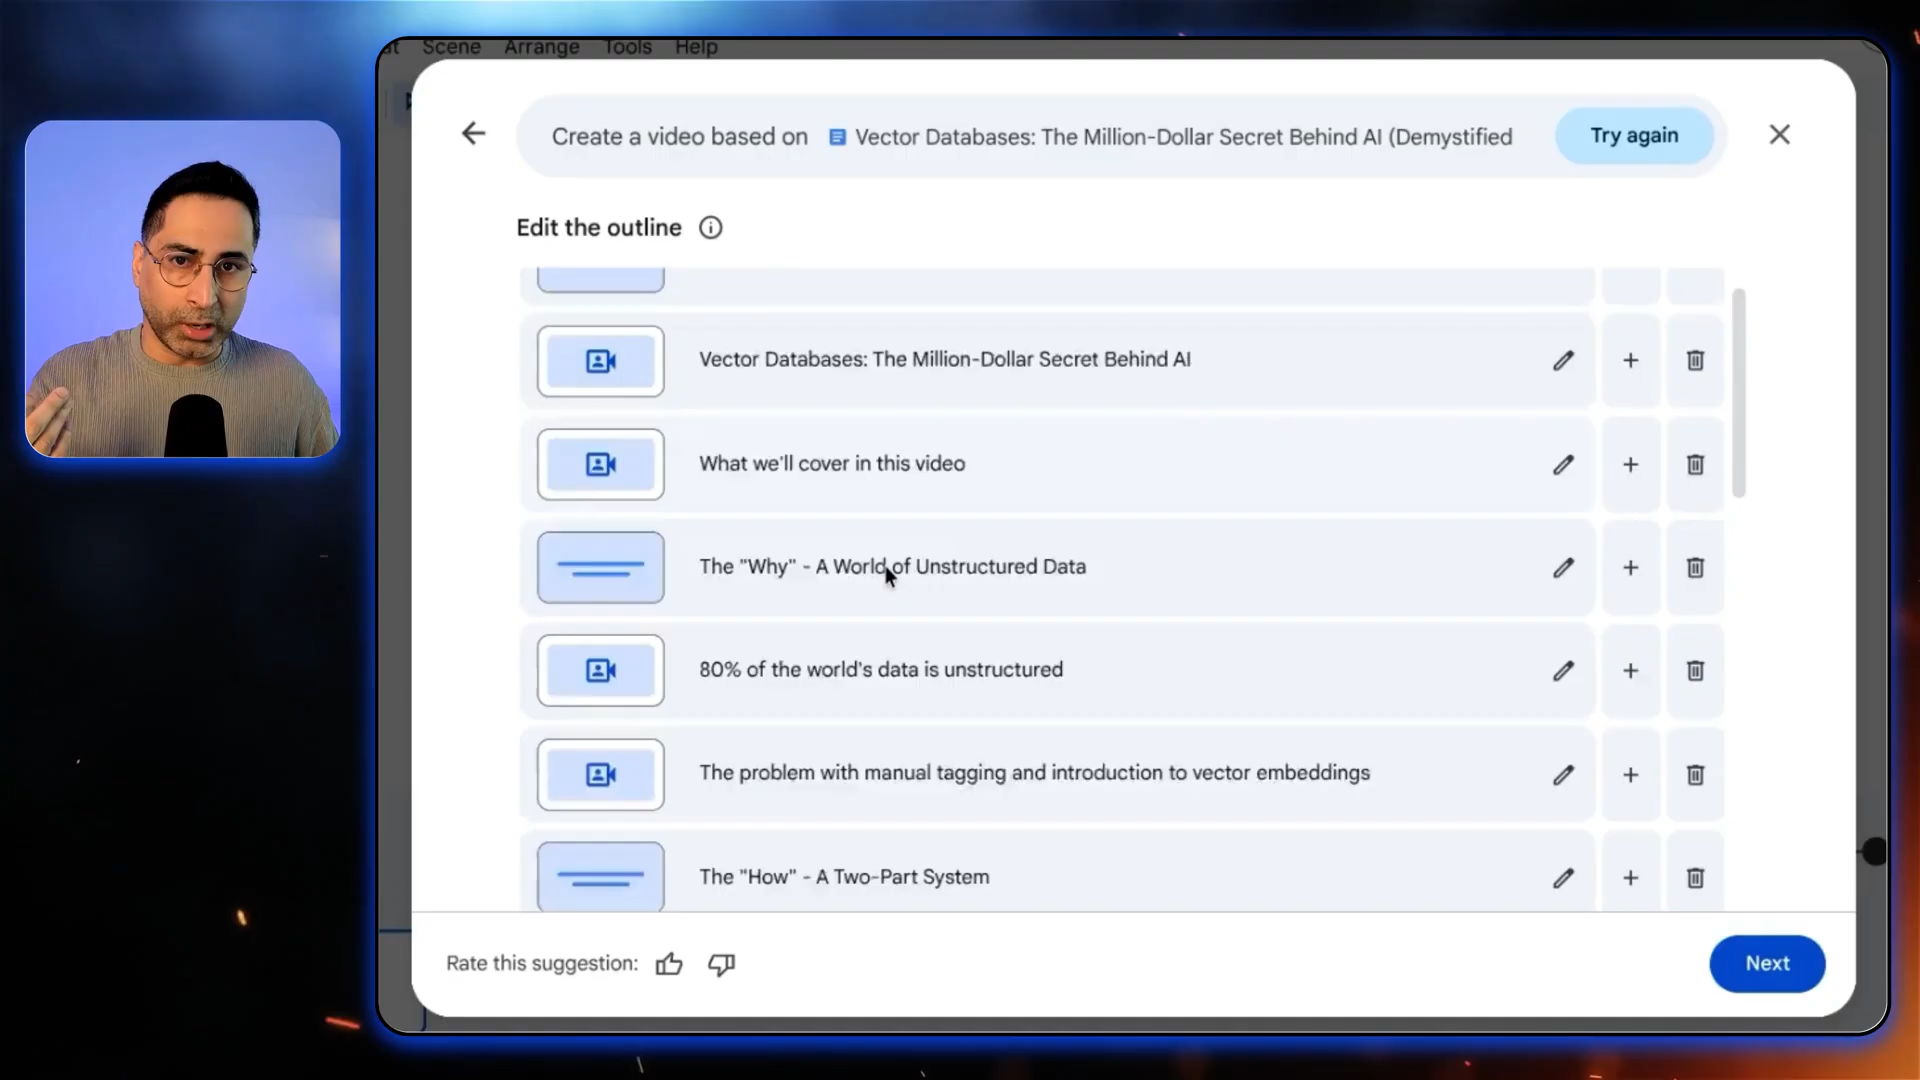 Scene Arrange Tools Help
Create a video based on Vector Databases: The Million-Dollar Secret Behind AI (Demystified
Try again
Edit the outline
Vector Databases: The Million-Dollar Secret Behind AI
What we'll cover in this video
The "Why" - A World of Unstructured Data
80% of the world's data is unstructured
The problem with manual tagging and introduction to vector embeddings
The "How" - A Two-Part System
Rate this suggestion:
Next